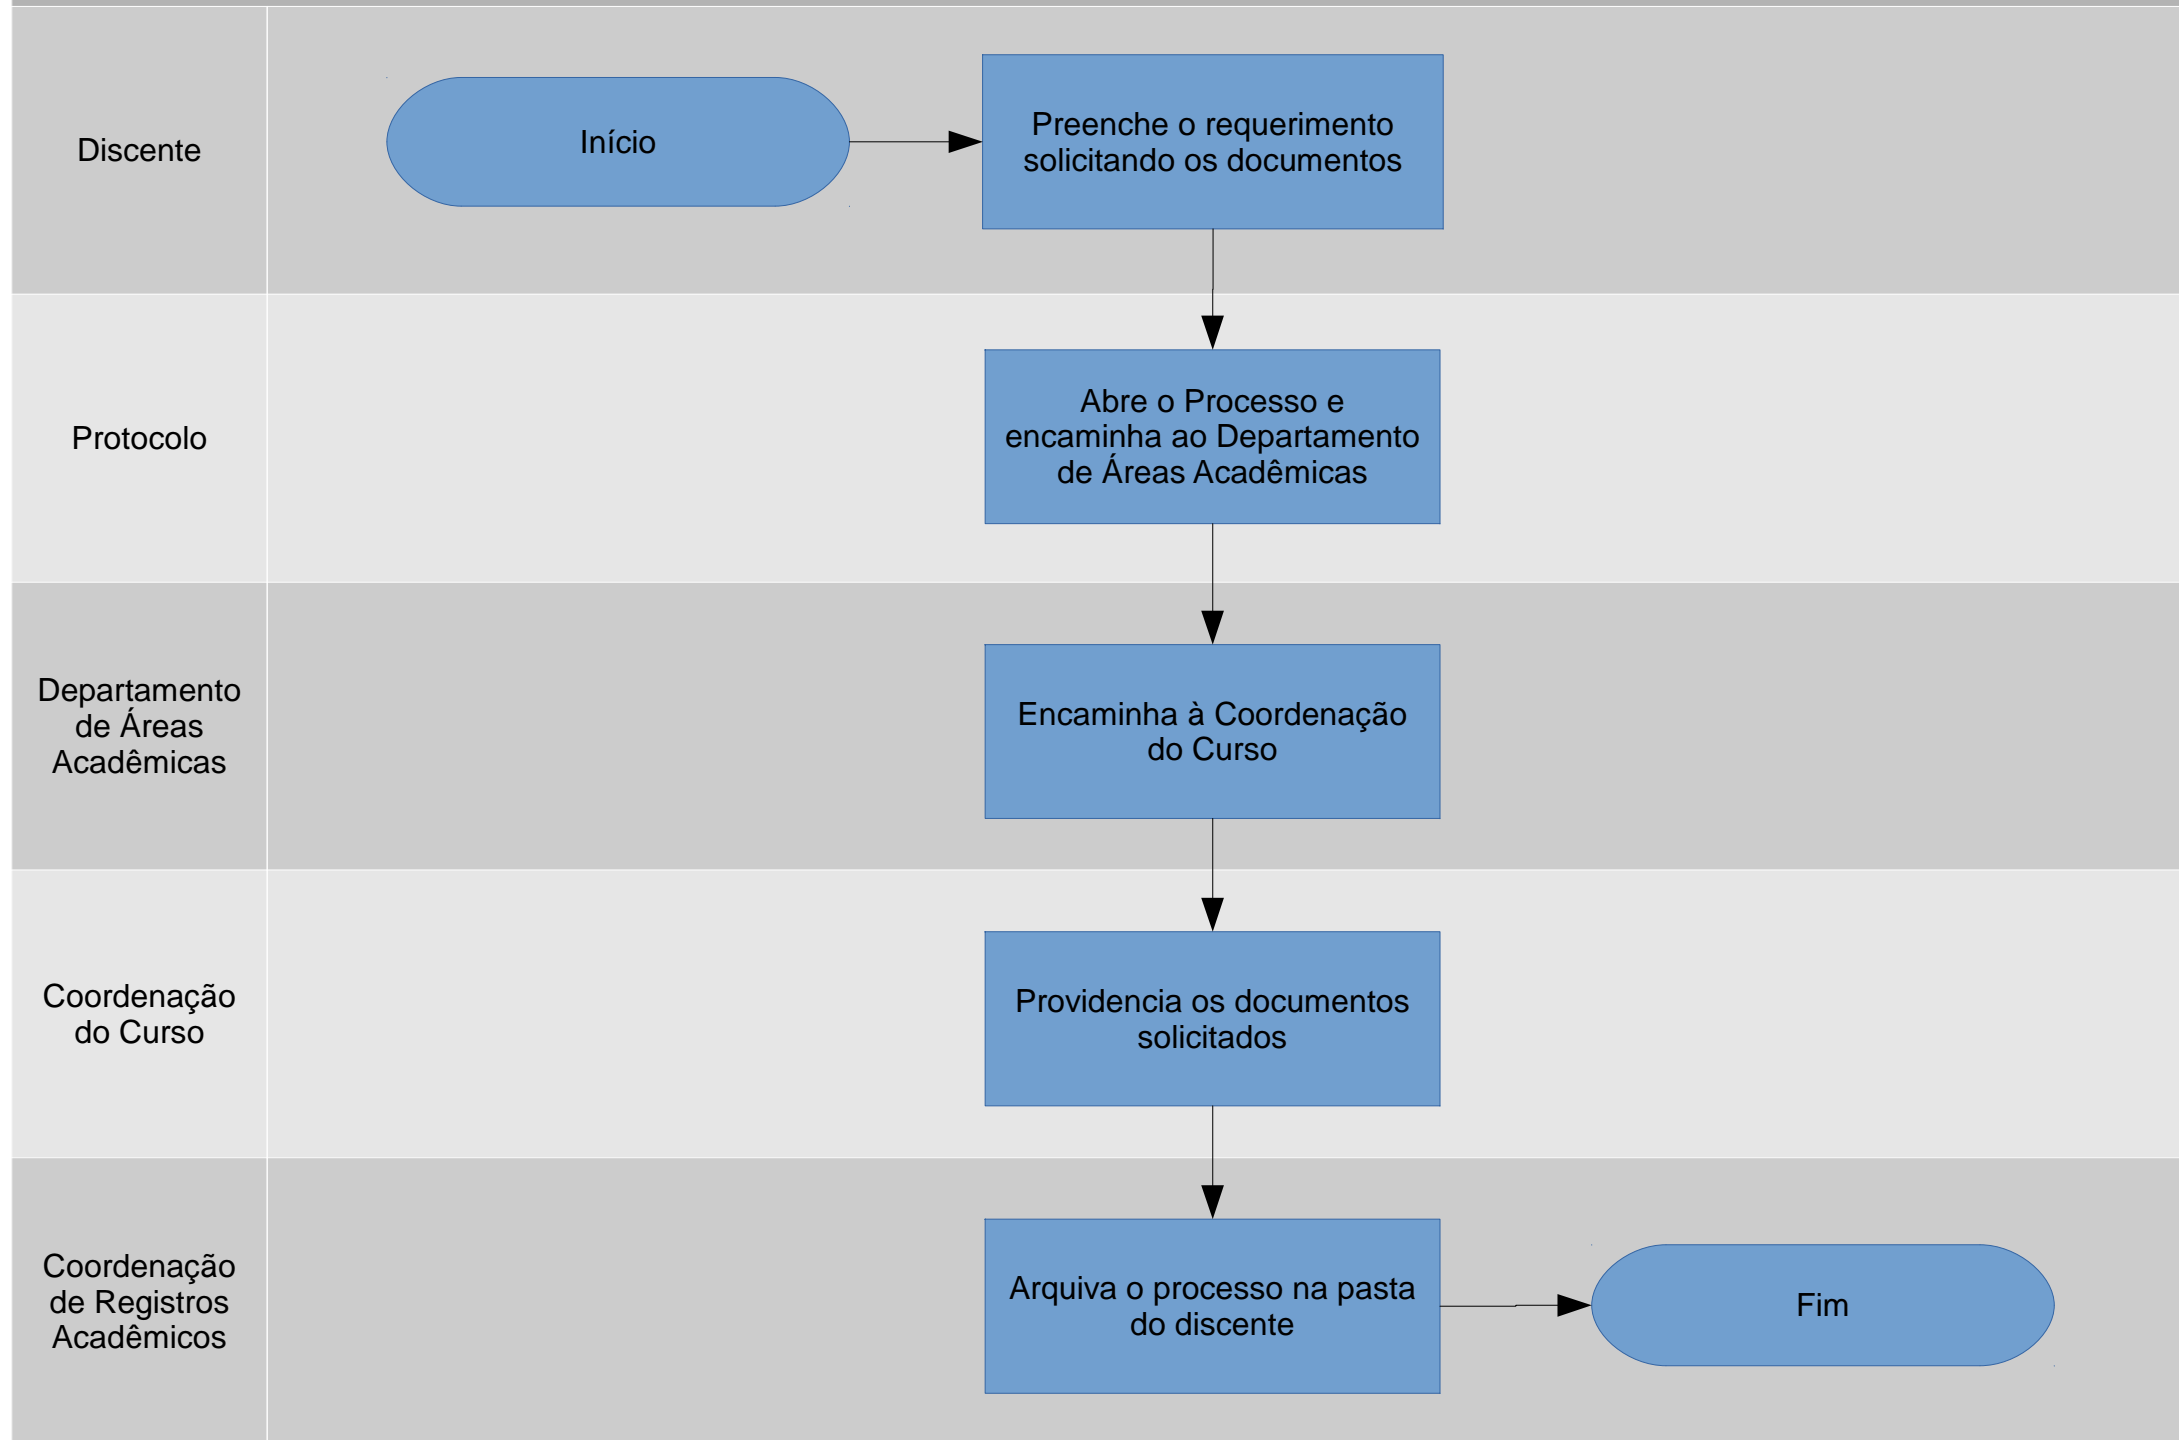 Discente
Início
Preenche o requerimento
solicitando os documentos
Protocolo
Abre o Processo e
encaminha ao Departamento
de Áreas Acadêmicas
Departamento
de Áreas
Acadêmicas
Encaminha à Coordenação
do Curso
Coordenação
do Curso
Providencia os documentos
solicitados
Coordenação
de Registros
Acadêmicos
Arquiva o processo na pasta
do discente
Fim